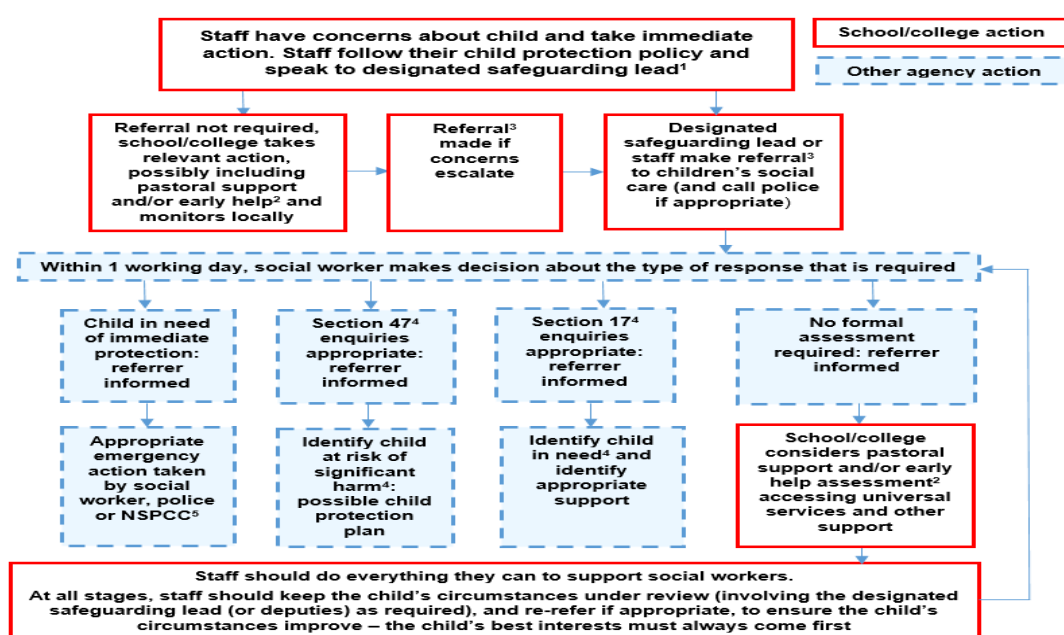 Staff have concerns about child and take immediate
action. Staff follow their child protection policy and
speak to designated safeguarding lead¹
School/college action
Other agency action
Referral not required,
school/college takes
relevant action,
possibly including
pastoral support
and/or early help² and
monitors locally
Referral³
made if
concerns
escalate
Designated
safeguarding lead or
staff make referral³
to children's social
care (and call police
if appropriate)
Within 1 working day, social worker makes decision about the type of response that is required
Child in need
of immediate
protection:
referrer
informed
Section 47⁴
enquiries
appropriate:
referrer
informed
Section 17⁴
enquiries
appropriate:
referrer
informed
No formal
assessment
required: referrer
informed
Appropriate
emergency
action taken
by social
worker, police
or NSPCC⁵
Identify child
at risk of
significant
harm⁴:
possible child
protection
plan
Identify child
in need⁴ and
identify
appropriate
support
School/college
considers pastoral
support and/or early
help assessment²
accessing universal
services and other
support
Staff should do everything they can to support social workers.
At all stages, staff should keep the child's circumstances under review (involving the designated
safeguarding lead (or deputies) as required), and re-refer if appropriate, to ensure the child's
circumstances improve – the child's best interests must always come first